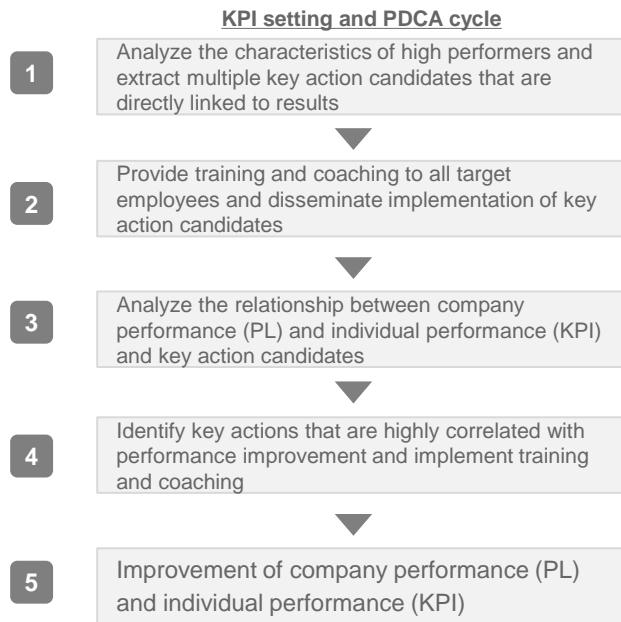 KPI setting and PDCA cycle
1
Analyze the characteristics of high performers and
extract multiple key action candidates that are
directly linked to results
2
Provide training and coaching to all target
employees and disseminate implementation of key
action candidates
3
Analyze the relationship between company
performance (PL) and individual performance (KPI)
and key action candidates
4
Identify key actions that are highly correlated with
performance improvement and implement training
and coaching
5
Improvement of company performance (PL)
and individual performance (KPI)